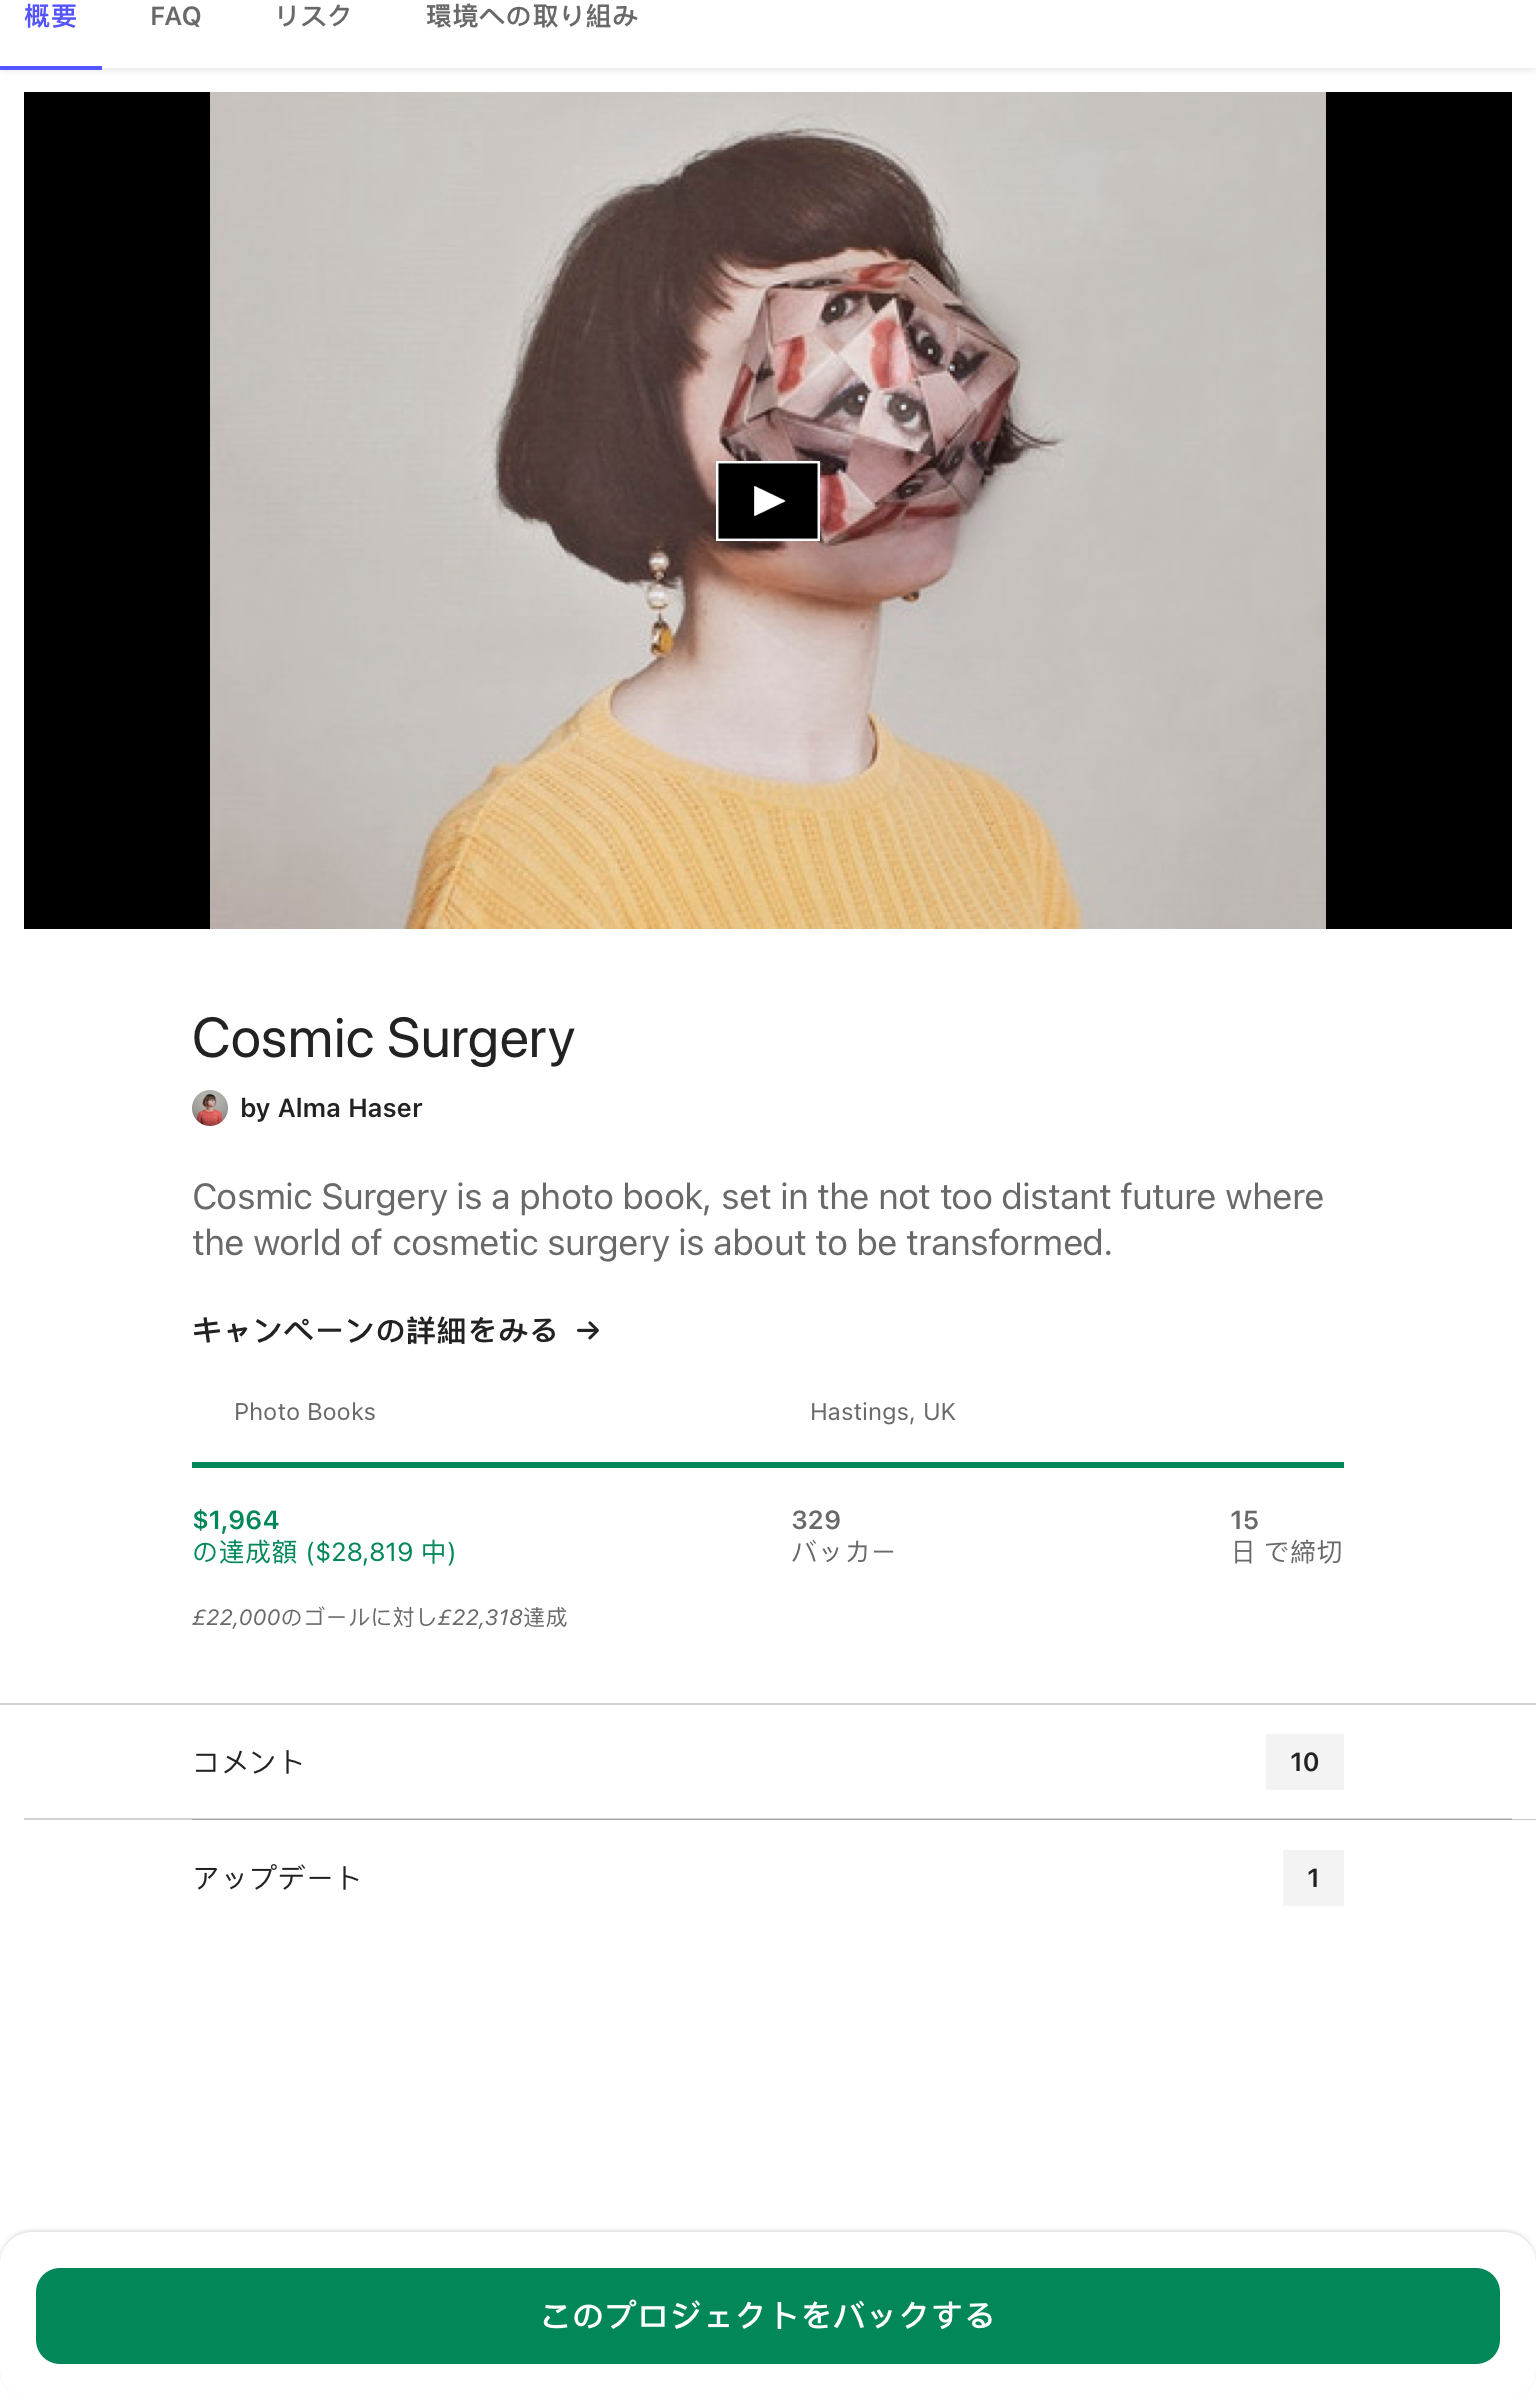 概要 FAQ リスク 環境への取り組み
Cosmic Surgery
by Alma Haser
Cosmic Surgery is a photo book, set in the not too distant future where
the world of cosmetic surgery is about to be transformed.
キャンペーンの詳細をみる →
Photo Books Hastings, UK
$1,964 329 15
の達成額 ($28,819 中) バッカー 日 で締切
£22,000のゴールに対し£22,318達成
コメント 10
アップデート 1
このプロジェクトをバックする